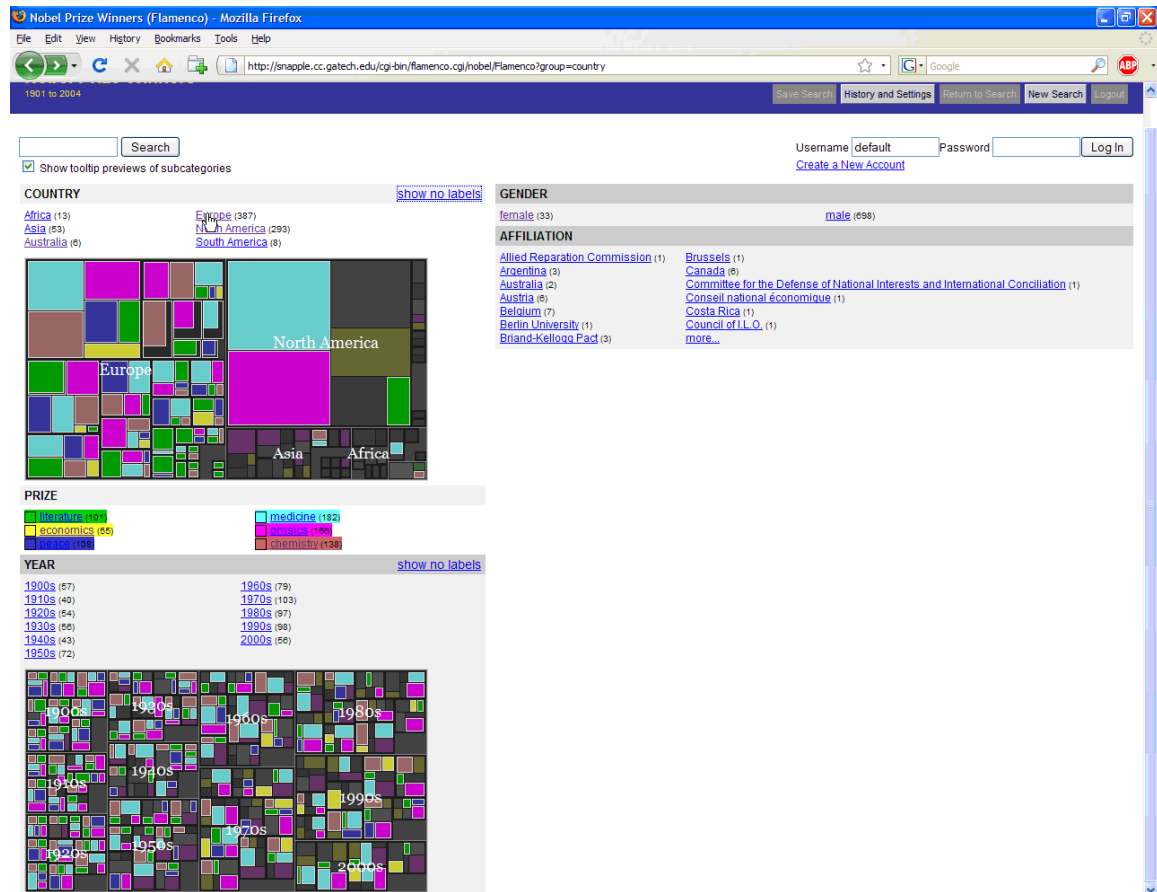 Nobel Prize Winners (Flamenco) - Mozilla Firefox
File Edit View History Bookmarks Tools Help
http://snapple.cc.gatech.edu/cgi-bin/flamenco.cgi/nobel/Flamenco?group=country
G Google
ABP
1901 to 2004
Save Search History and Settings Return to Search New Search Logout
Search
Username default Password Log In
Show tooltip previews of subcategories
Create a New Account
COUNTRY show no labels
Africa (13) Europe (387)
Asia (53) North America (293)
Australia (6) South America (8)
North America
Europe
Asia Africa
PRIZE
literature (101) medicine (182)
economics (55) physics (166)
peace (109) chemistry (138)
YEAR show no labels
1900s (57) 1960s (79)
1910s (40) 1970s (103)
1920s (54) 1980s (97)
1930s (56) 1990s (98)
1940s (43) 2000s (56)
1950s (72)
1900s 1930s 1960s 1980s
1910s 1940s 1990s
1920s 1950s 1970s 2000s
GENDER
female (33) male (698)
AFFILIATION
Allied Reparation Commission (1) Brussels (1)
Argentina (3) Canada (6)
Australia (2) Committee for the Defense of National Interests and International Conciliation (1)
Austria (6) Conseil national économique (1)
Belgium (7) Costa Rica (1)
Berlin University (1) Council of I.L.O. (1)
Briand-Kellogg Pact (3) more...